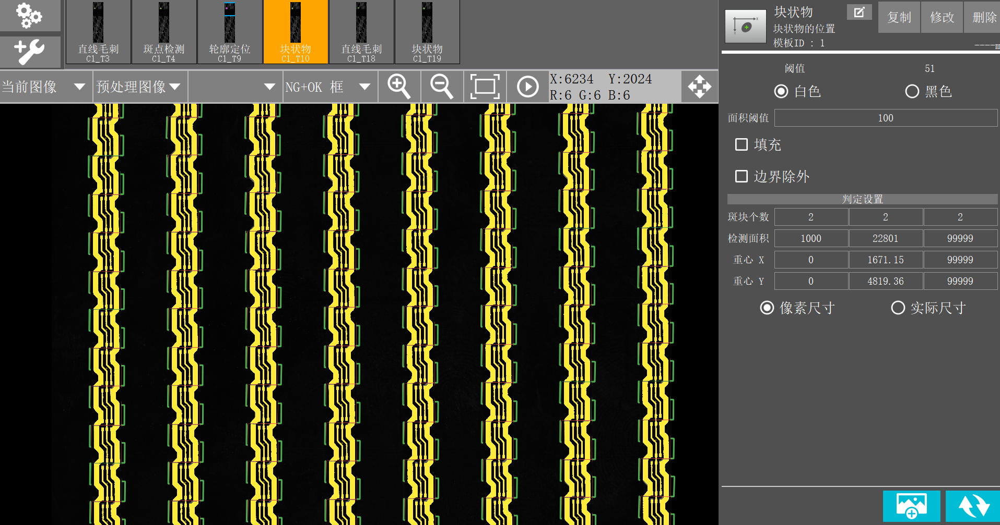 直线毛刺
C1_T3
斑点检测
C1_T4
轮廓定位
C1_T9
块状物
C1_T10
直线毛刺
C1_T18
块状物
C1_T19
当前图像
预处理图像
NG+OK 框
X:6234 Y:2024
R:6 G:6 B:6
块状物
块状物的位置
模板ID : 1
复制
修改
删除
----m
阈值 51
白色 黑色
面积阈值 100
填充
边界除外
判定设置
斑块个数 2 2 2
检测面积 1000 22801 99999
重心 X 0 1671.15 99999
重心 Y 0 4819.36 99999
像素尺寸 实际尺寸